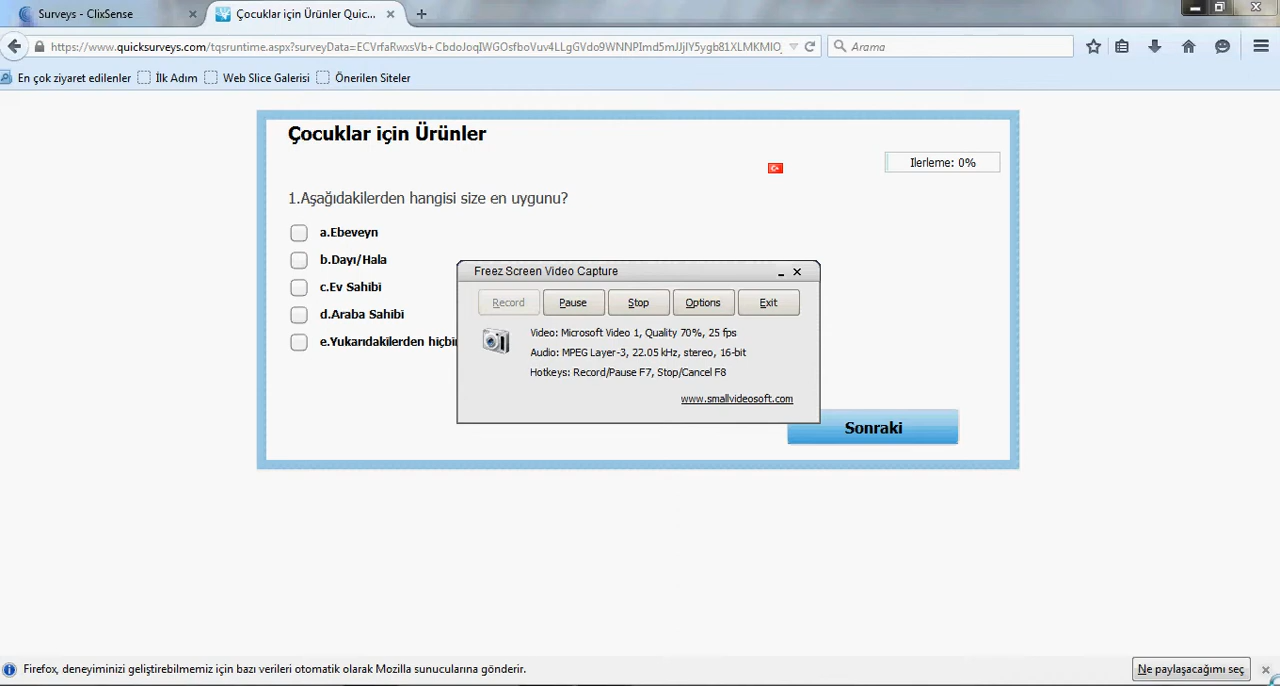 Surveys - ClixSense
Çocuklar için Ürünler Quic...
https://www.quicksurveys.com/tqsruntime.aspx?surveyData=
Arama
En çok ziyaret edilenler
İlk Adım
Web Slice Galerisi
Önerilen Siteler
Çocuklar için Ürünler
Ilerleme: 0%
1.Aşağıdakilerden hangisi size en uygunu?
a.Ebeveyn
b.Dayı/Hala
c.Ev Sahibi
d.Araba Sahibi
e.Yukarıdakilerden
Freez Screen Video Capture
Record
Pause
Stop
Options
Exit
Video: Microsoft Video 1, Quality 70%, 25 fps
Audio: MPEG Layer-3, 22.05 kHz, stereo, 16-bit
Hotkeys: Record/Pause F7, Stop/Cancel F8
www.smallvideosoft.com
Sonraki
Firefox, deneyiminizi geliştirebilmemiz için bazı verileri otomatik olarak Mozilla sunucularına gönderir.
Ne paylaşacağımı seç